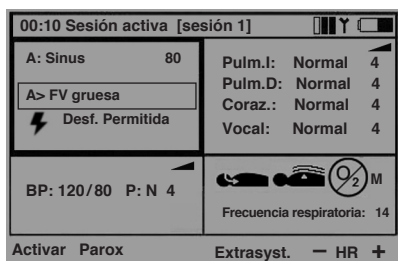 00:10 Sesión activa [sesión 1]
A: Sinus 80
A> FV gruesa
Desf. Permitida
Pulm.I: Normal 4
Pulm.D: Normal 4
Coraz.: Normal 4
Vocal: Normal 4
BP: 120/80 P: N 4
O2 M
Frecuencia respiratoria: 14
Activar Parox Extrasyst. — HR +